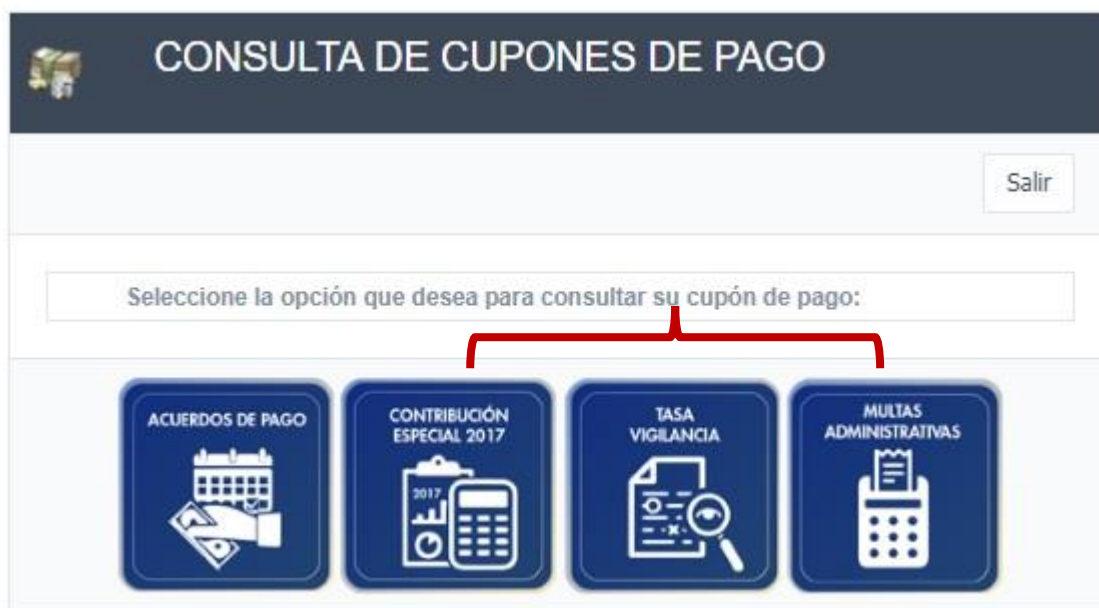 CONSULTA DE CUPONES DE PAGO
Salir
Seleccione la opción que desea para consultar su cupón de pago:
ACUERDOS DE PAGO
CONTRIBUCIÓN
ESPECIAL 2017
2017
TASA
VIGILANCIA
MULTAS
ADMINISTRATIVAS